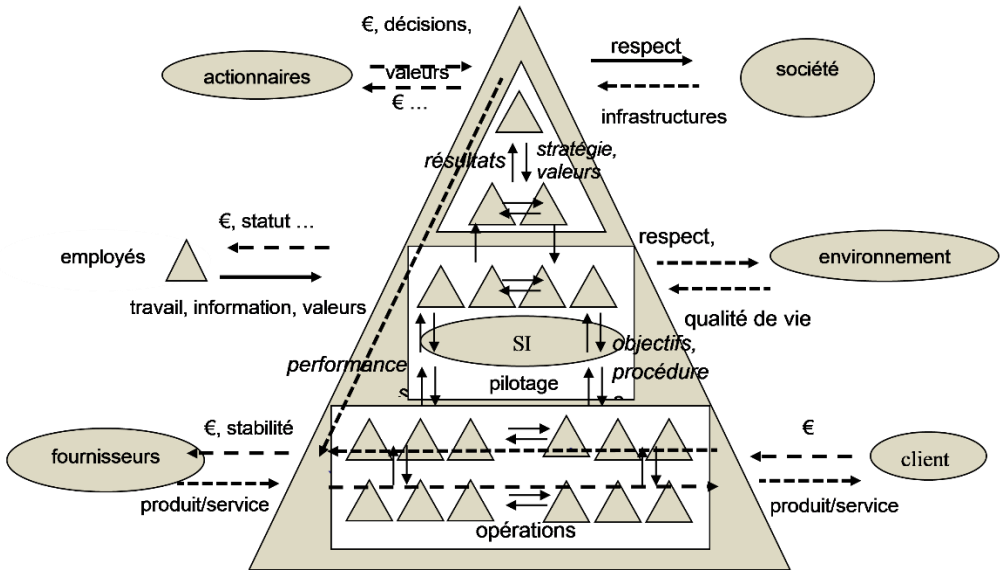 €, décisions,
valeurs
€ ...
actionnaires
respect
infrastructures
société
résultats
stratégie,
valeurs
€, statut ...
employés
travail, information, valeurs
respect,
environnement
qualité de vie
SI
performance
s
objectifs,
procédure
s
pilotage
€, stabilité
fournisseurs
produit/service
€
client
produit/service
opérations